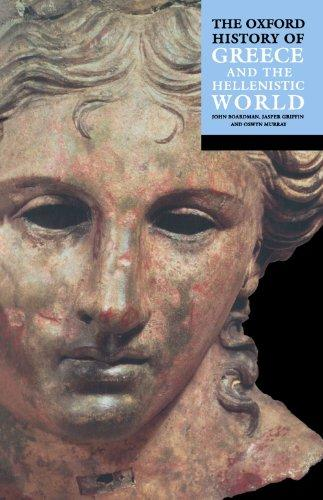 THE OXFORD
HISTORY OF
GREECE
AND THE
HELLENISTIC
WORLD
JOHN BOARDMAN, JASPER GRIFFIN
AND OSWYN MURRAY